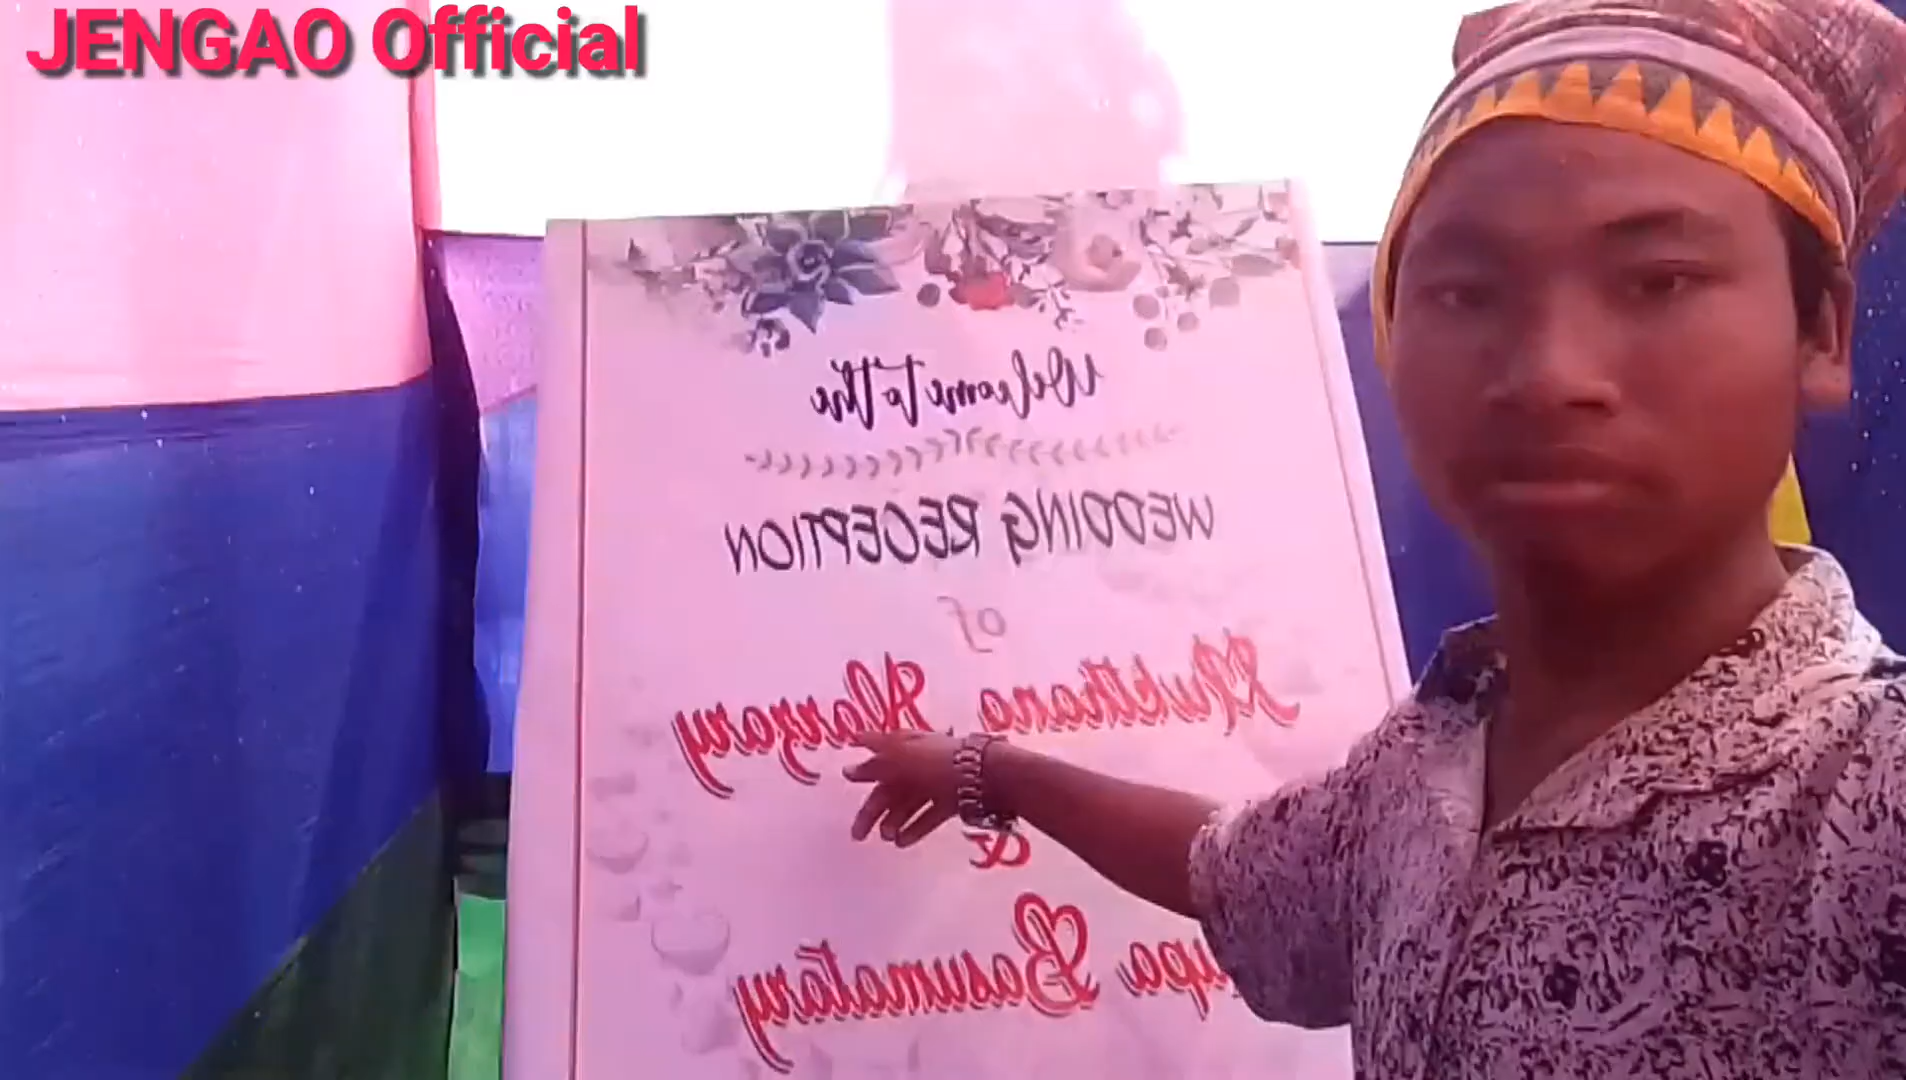 JENGAO Official
Welcome to the
WEDDING RECEPTION
of
Narzary
&
Basumatary